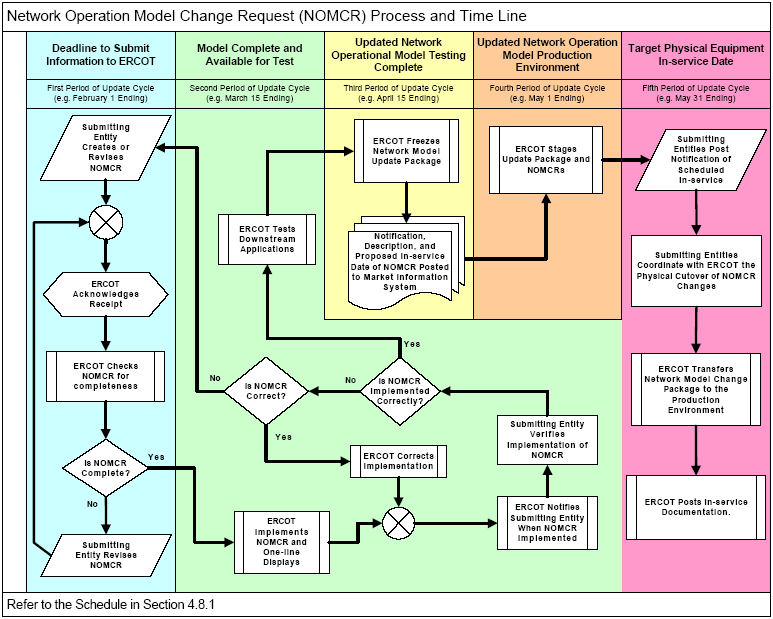 Network Operation Model Change Request (NOMCR) Process and Time Line
Deadline to Submit
Information to ERCOT
First Period of Update Cycle
(e.g. February 1 Ending)
Model Complete and
Available for Test
Second Period of Update Cycle
(e.g. March 15 Ending)
Updated Network
Operational Model Testing
Complete
Third Period of Update Cycle
(e.g. April 15 Ending)
Updated Network Operation
Model Production
Environment
Fourth Period of Update Cycle
(e.g. May 1 Ending)
Target Physical Equipment
In-service Date
Fifth Period of Update Cycle
(e.g. May 31 Ending)
Submitting
Entity
Creates or
Revises
NOMCR
ERCOT
Acknowledges
Receipt
ERCOT Checks
NOMCR for
completeness
Is NOMCR
Complete?
Yes
No
Submitting
Entity Revises
NOMCR
ERCOT
Implements
NOMCR and
One-line
Displays
ERCOT Notifies
Submitting Entity
When NOMCR
Implemented
Submitting Entity
Verifies
Implementation of
NOMCR
Is NOMCR
Implemented
Correctly?
Yes
No
Is NOMCR
Correct?
No
Yes
ERCOT Corrects
Implementation
ERCOT Tests
Downstream
Applications
ERCOT Freezes
Network Model
Update Package
Notification,
Description, and
Proposed In-service
Date of NOMCR Posted
to Market Information
System
ERCOT Stages
Update Package and
NOMCRs
Submitting
Entities Post
Notification of
Scheduled
In-service
Submitting Entities
Coordinate with ERCOT the
Physical Cutover of NOMCR
Changes
ERCOT Transfers
Network Model Change
Package to the
Production
Environment
ERCOT Posts In-service
Documentation.
Refer to the Schedule in Section 4.8.1